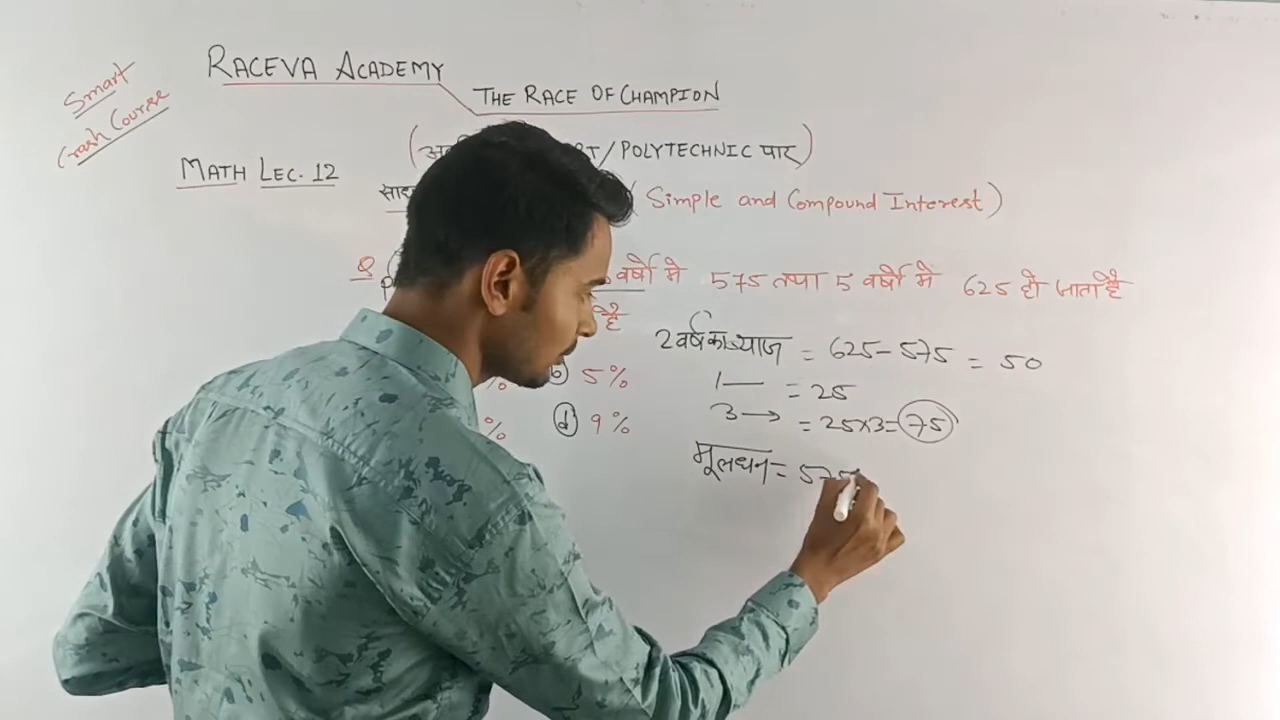 Smart
Crash Course
RACEVA ACADEMY
THE RACE OF CHAMPION
/POLYTECHNIC पार)
MATH LEC. 12
(Simple and Compound Interest)
Q वर्षो मे 575 तथा 5 वर्षो में 625 हो जाता है
है
2 वर्ष का ब्याज = 625-575 = 50
% b 5%
1— = 25
3→ = 25×3= 75
% d 9%
मूलधन = 575